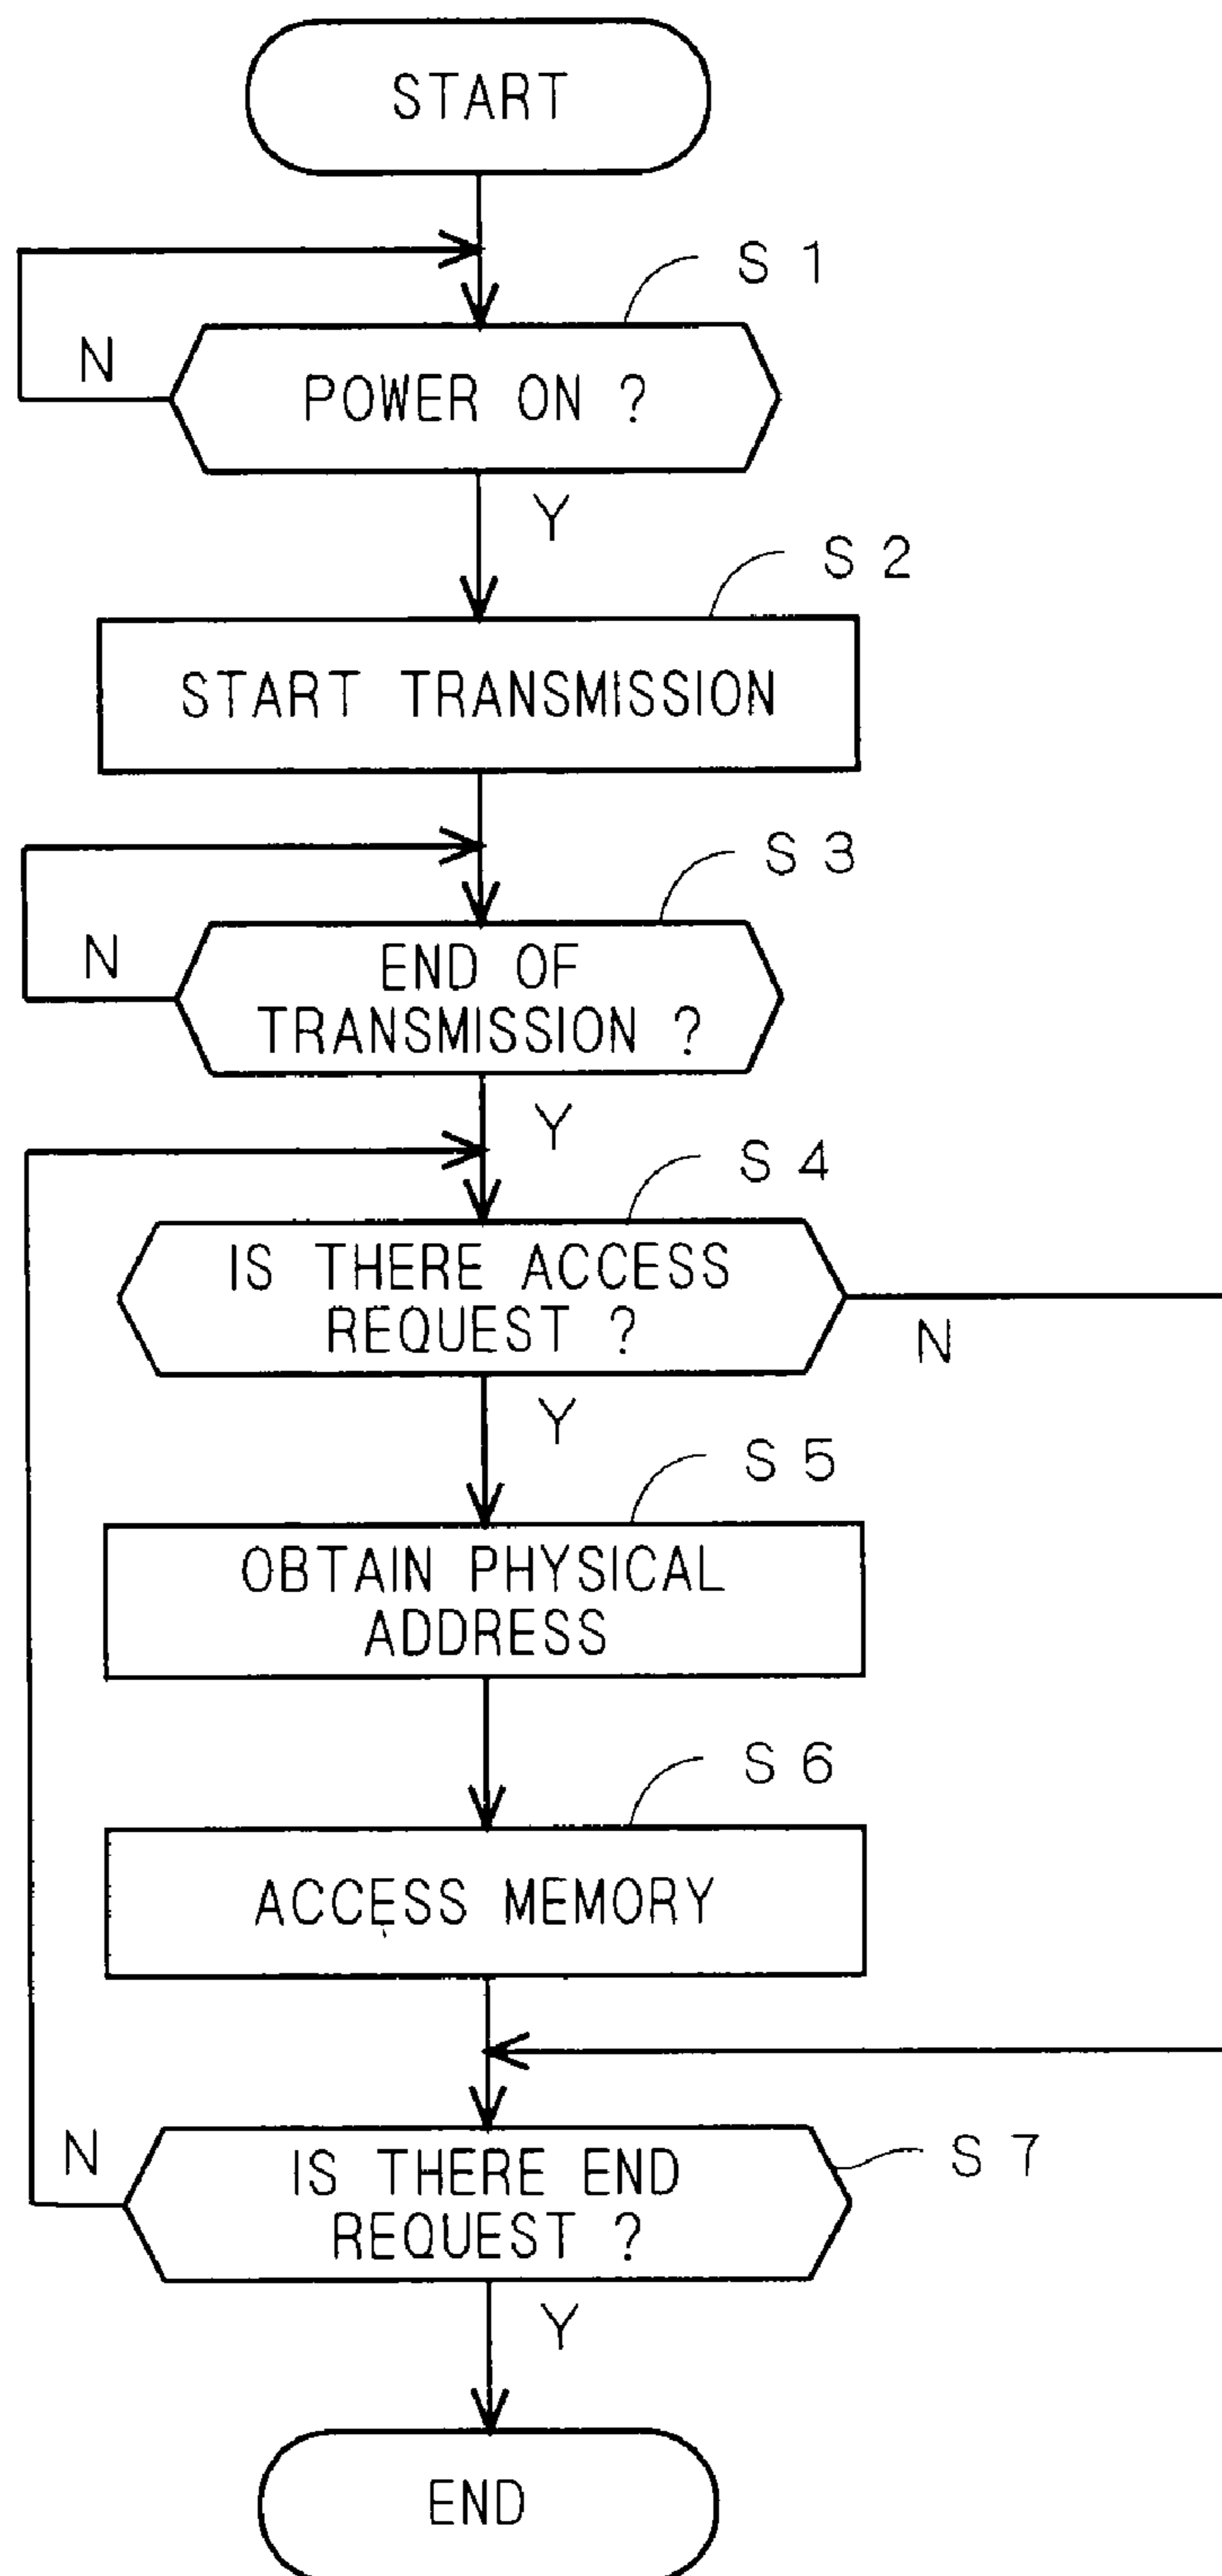 START
S 1
N
POWER ON ?
Y
S 2
START TRANSMISSION
S 3
N
END OF
TRANSMISSION ?
Y
S 4
IS THERE ACCESS
REQUEST ?
N
Y
S 5
OBTAIN PHYSICAL
ADDRESS
S 6
ACCESS MEMORY
N
IS THERE END
REQUEST ?
S 7
Y
END